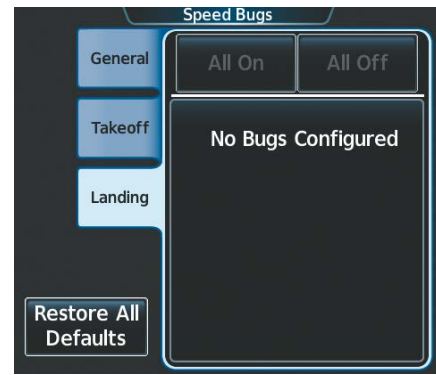 Speed Bugs
General
All On
All Off
Takeoff
No Bugs Configured
Landing
Restore All
Defaults